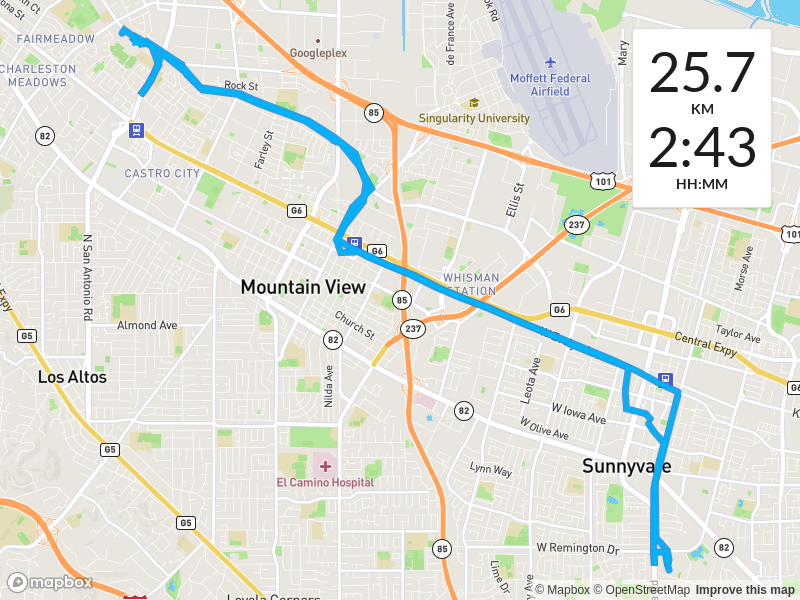 25.7
KM
2:43
HH:MM
FAIRMEADOW
CHARLESTON
MEADOWS
Googleplex
de France Ave
Mary
Moffett Federal
Airfield
Rock St
85
Singularity University
82
Farley St
CASTRO CITY
101
Ellis St
G6
237
101
N San Antonio Rd
G6
Morse Ave
WHISMAN
STATION
Mountain View
85
G6
Church St
237
Taylor Ave
Almond Ave
G5
82
Central Expy
Los Altos
Nilda Ave
Leota Ave
G6
82
W Iowa Ave
W Olive Ave
G5
Lynn Way
Sunnyvale
El Camino Hospital
G5
85
W Remington Dr
82
Lime Dr
Loyola Corners
mapbox
© Mapbox © OpenStreetMap Improve this map